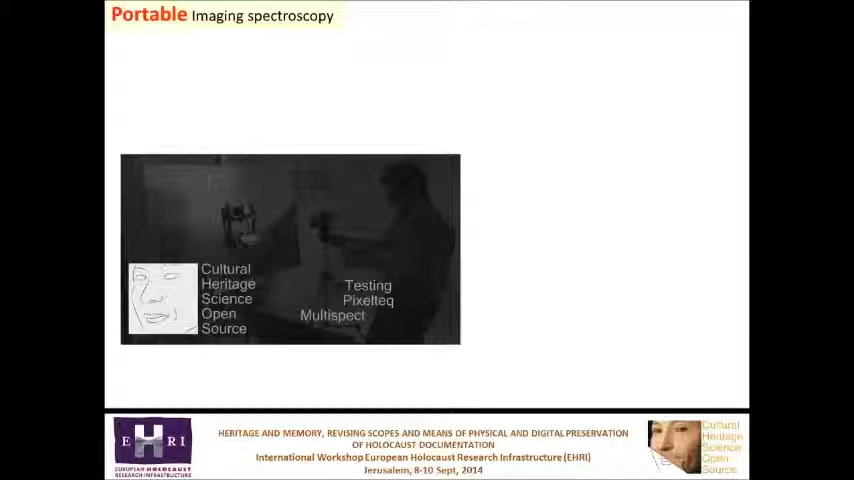 Portable Imaging spectroscopy
Cultural
Heritage
Science
Open
Source
Testing
Pixelteq
Multispect
E H R I
EUROPEAN HOLOCAUST
RESEARCH INFRASTRUCTURE
HERITAGE AND MEMORY, REVISING SCOPES AND MEANS OF PHYSICAL AND DIGITAL PRESERVATION
OF HOLOCAUST DOCUMENTATION
International Workshop European Holocaust Research Infrastructure (EHRI)
Jerusalem, 8-10 Sept, 2014
Cultural
Heritage
Science
Open
Source